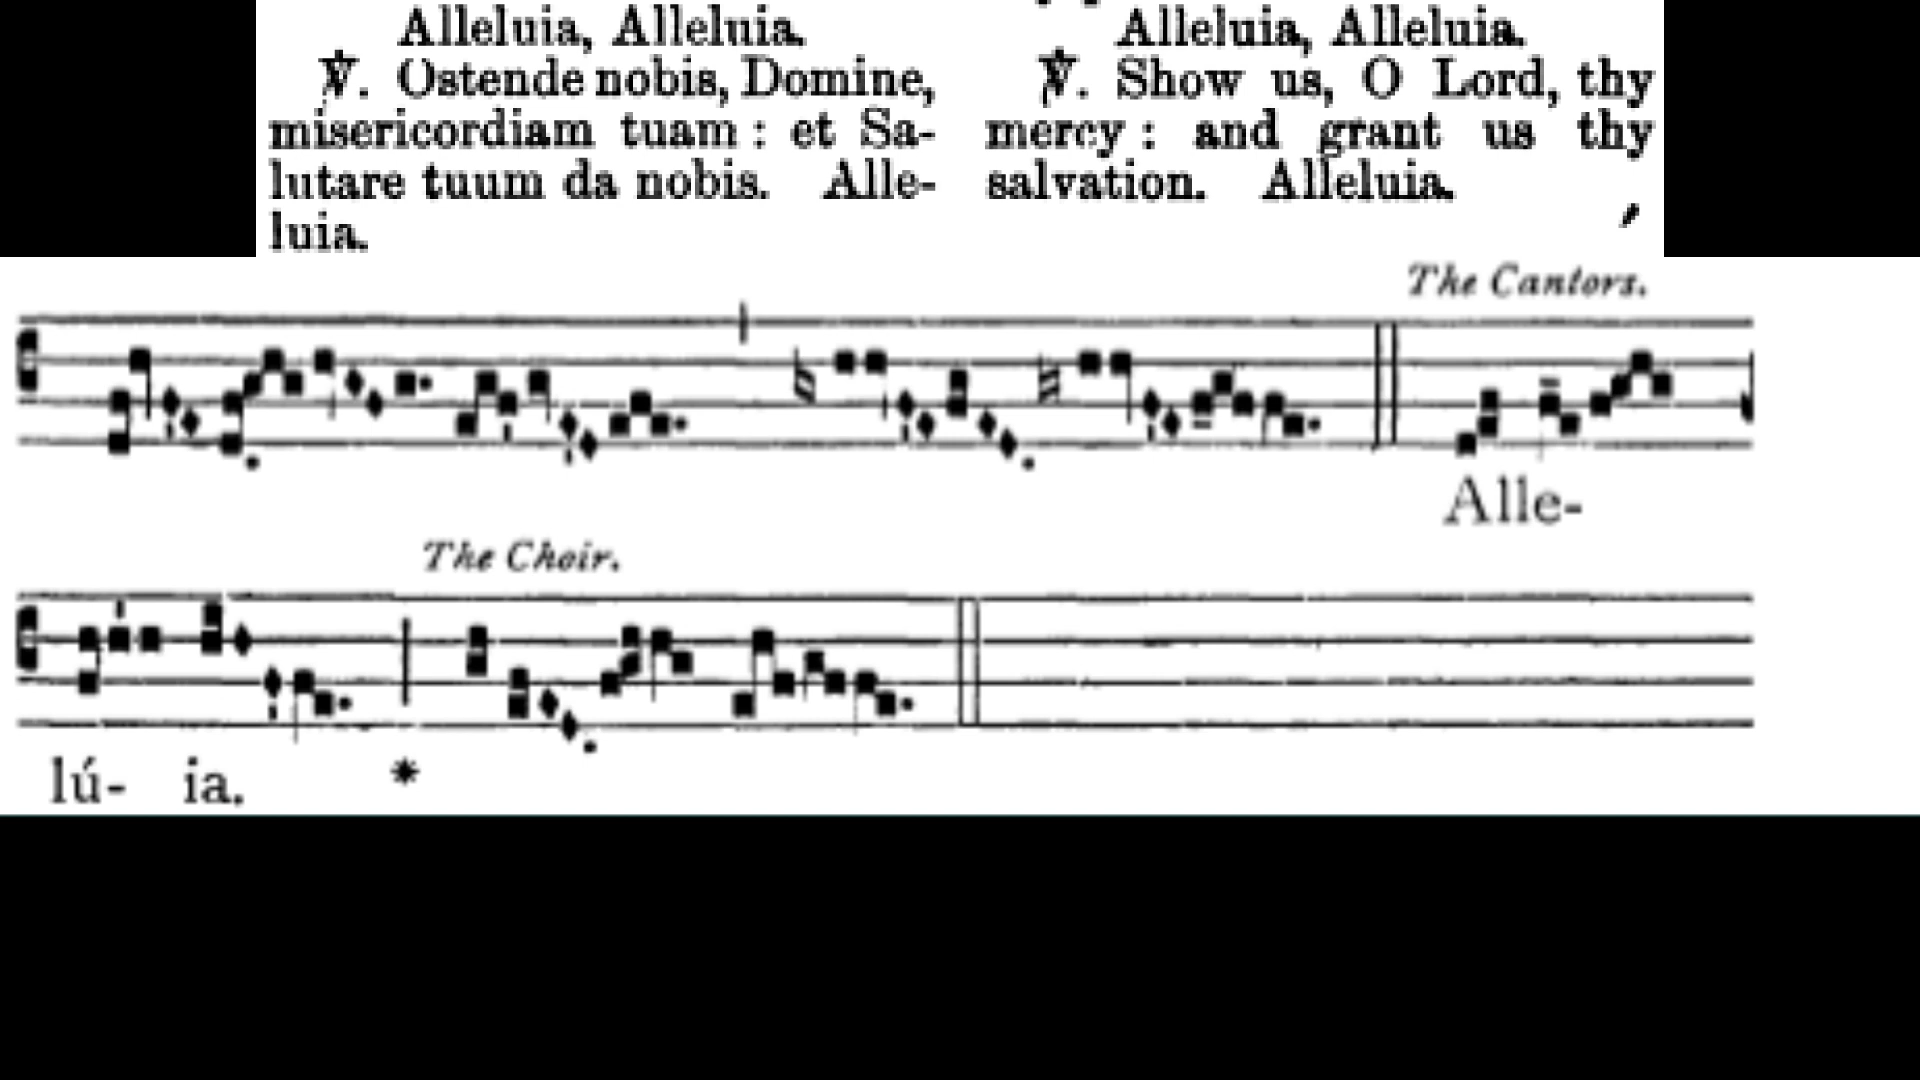 Alleluia, Alleluia.
℣. Ostende nobis, Domine,
misericordiam tuam : et Sa-
lutare tuum da nobis. Alle-
luia.
Alleluia, Alleluia.
℣. Show us, O Lord, thy
mercy : and grant us thy
salvation. Alleluia.
The Cantors.
Alle-
The Choir.
lú- ia. *